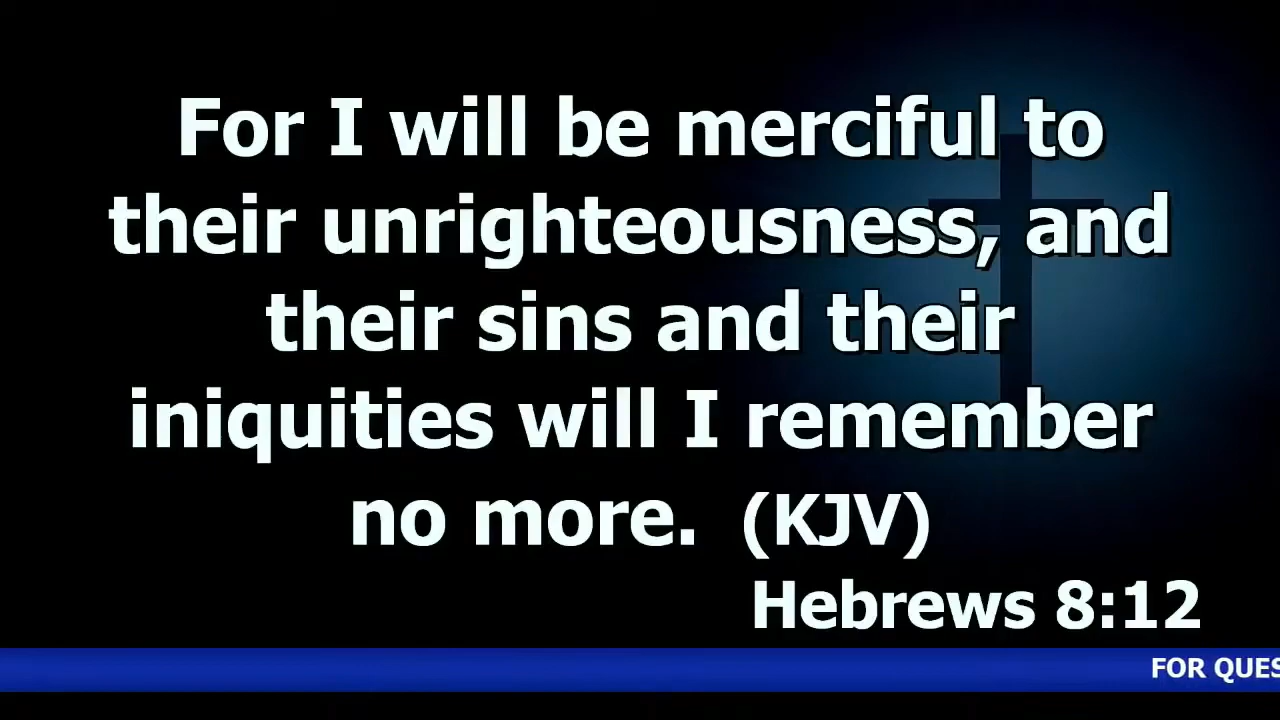 For I will be merciful to
their unrighteousness, and
their sins and their
iniquities will I remember
no more.  (KJV)
Hebrews 8:12
FOR